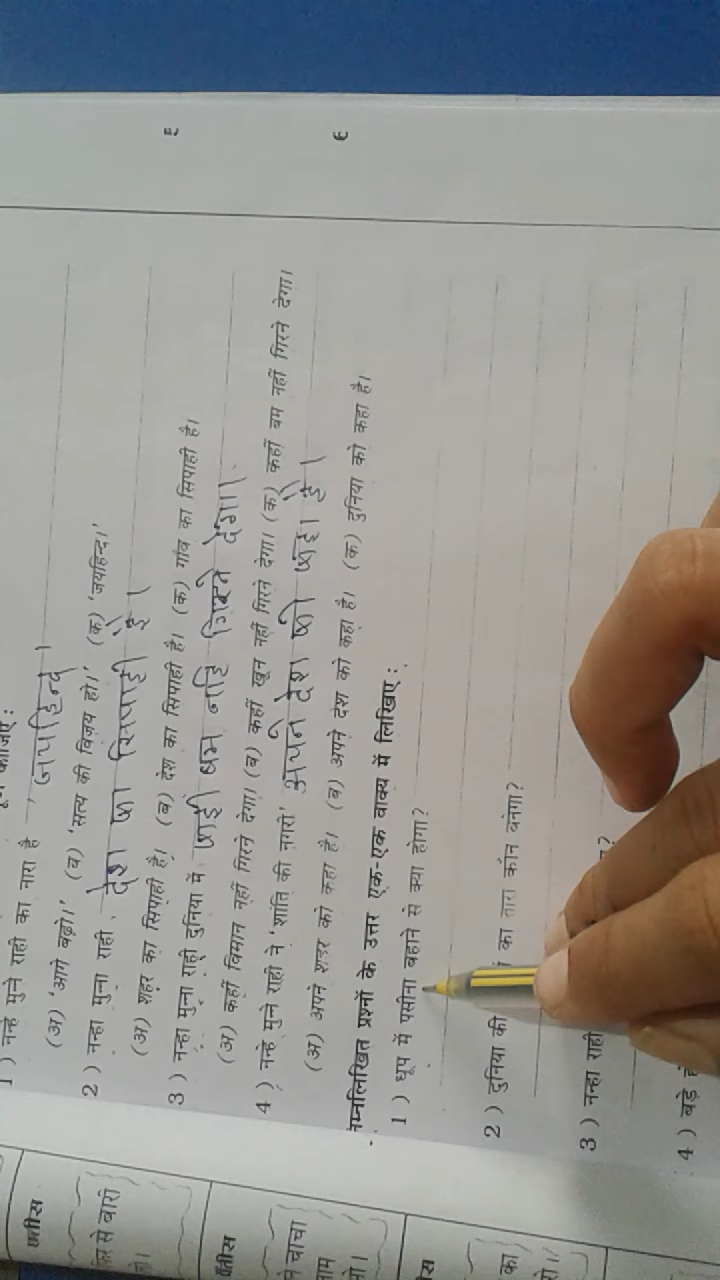 1) नन्हे मुन्ने राही का नारा है 'जयहिन्द'।
(अ) 'आगे बढ़ो।' (ब) 'सत्य की विजय हो।' (क) 'जयहिन्द।'
2) नन्हा मुन्ना राही, देश का सिपाही है।
(अ) शहर का सिपाही है। (ब) देश का सिपाही है। (क) गाँव का सिपाही है।
3) नन्हा मुन्ना राही दुनिया में कहीं बम नहि गिरने देगा।
(अ) कहीं विमान नहीं गिरने देगा। (ब) कहीं खून नहीं गिरने देगा। (क) कहीं बम नहीं गिरने देगा।
4) नन्हे मुन्ने राही ने 'शांति की नगरी' अपने देश को कहा है।
(अ) अपने शहर को कहा है। (ब) अपने देश को कहा है। (क) दुनिया को कहा है।
निम्नलिखित प्रश्नों के उत्तर एक-एक वाक्य में लिखिए :
1) धूप में पसीना बहाने से क्या होगा?
2) दुनिया की का तारा कौन बनेगा?
3) नन्हा राही
4) बड़े